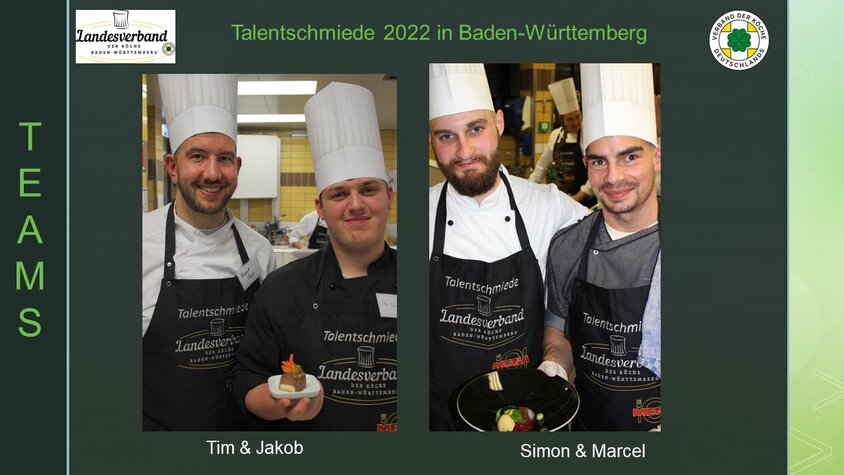 Landesverband
DER KÖCHE
BADEN-WÜRTTEMBERG
Talentschmiede 2022 in Baden-Württemberg
VERBAND DER KÖCHE
DEUTSCHLANDS
TEAMS
Talentschmiede
Landesverband
DER KÖCHE
BADEN-WÜRTTEMBERG
Talentschmiede
Landesverband
DER KÖCHE
BADEN-WÜRTTEMBERG
Talentschmiede
Landesverband
DER KÖCHE
BADEN-WÜRTTEMBERG
Talentschmiede
Landesverband
DER KÖCHE
BADEN-WÜRTTEMBERG
Tim & Jakob
Simon & Marcel